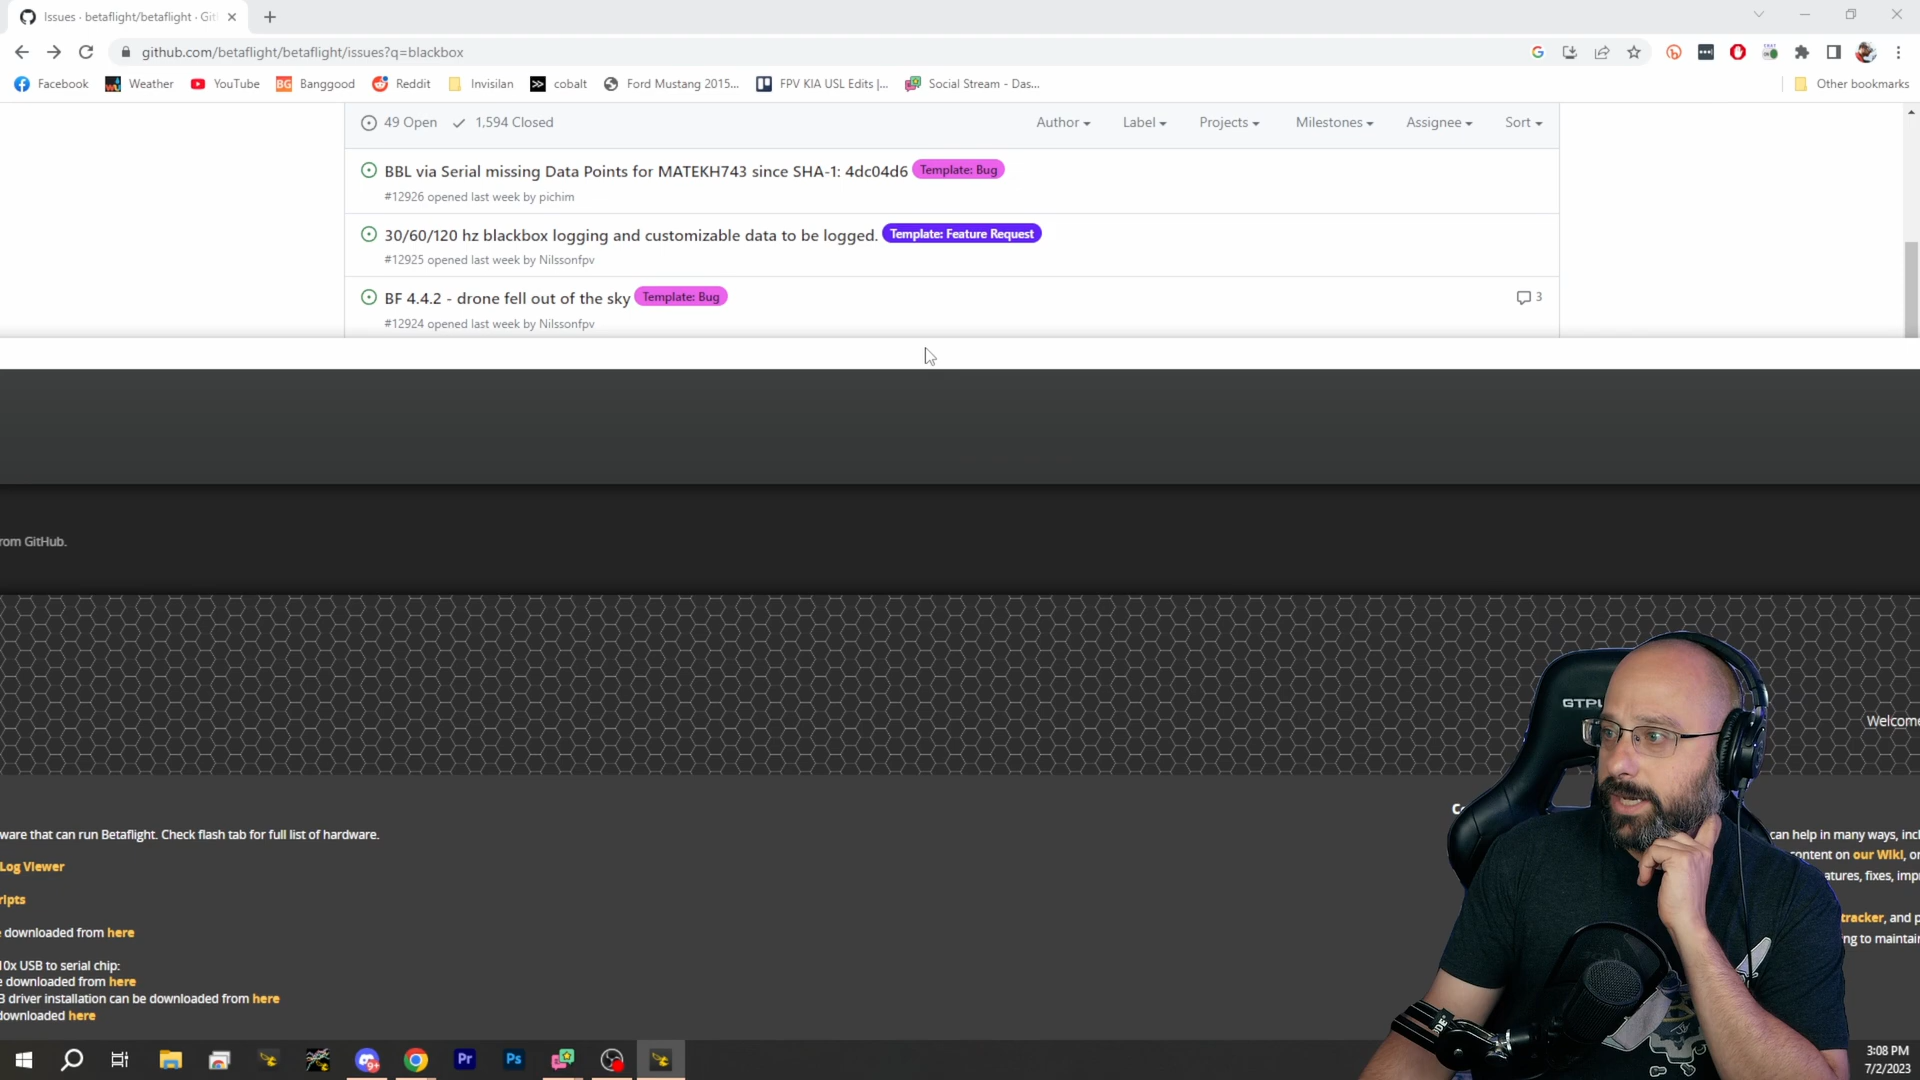 Issues · betaflight/betaflight · Git
github.com/betaflight/betaflight/issues?q=blackbox
Facebook Weather YouTube BG Banggood Reddit Invisilan cobalt Ford Mustang 2015... FPV KIA USL Edits |... Social Stream - Das... Other bookmarks
49 Open 1,594 Closed Author Label Projects Milestones Assignee Sort
BBL via Serial missing Data Points for MATEKH743 since SHA-1: 4dc04d6 Template: Bug
#12926 opened last week by pichim
30/60/120 hz blackbox logging and customizable data to be logged. Template: Feature Request
#12925 opened last week by Nilssonfpv
BF 4.4.2 - drone fell out of the sky Template: Bug 3
#12924 opened last week by Nilssonfpv
rom GitHub.
Welcome
ware that can run Betaflight. Check flash tab for full list of hardware.
can help in many ways, incl
Log Viewer
content on our Wiki, or
ripts
atures, fixes, imp
downloaded from here
tracker, and p
ng to maintain
10x USB to serial chip:
e downloaded from here
B driver installation can be downloaded from here
downloaded here
Pr Ps
3:08 PM
7/2/2023